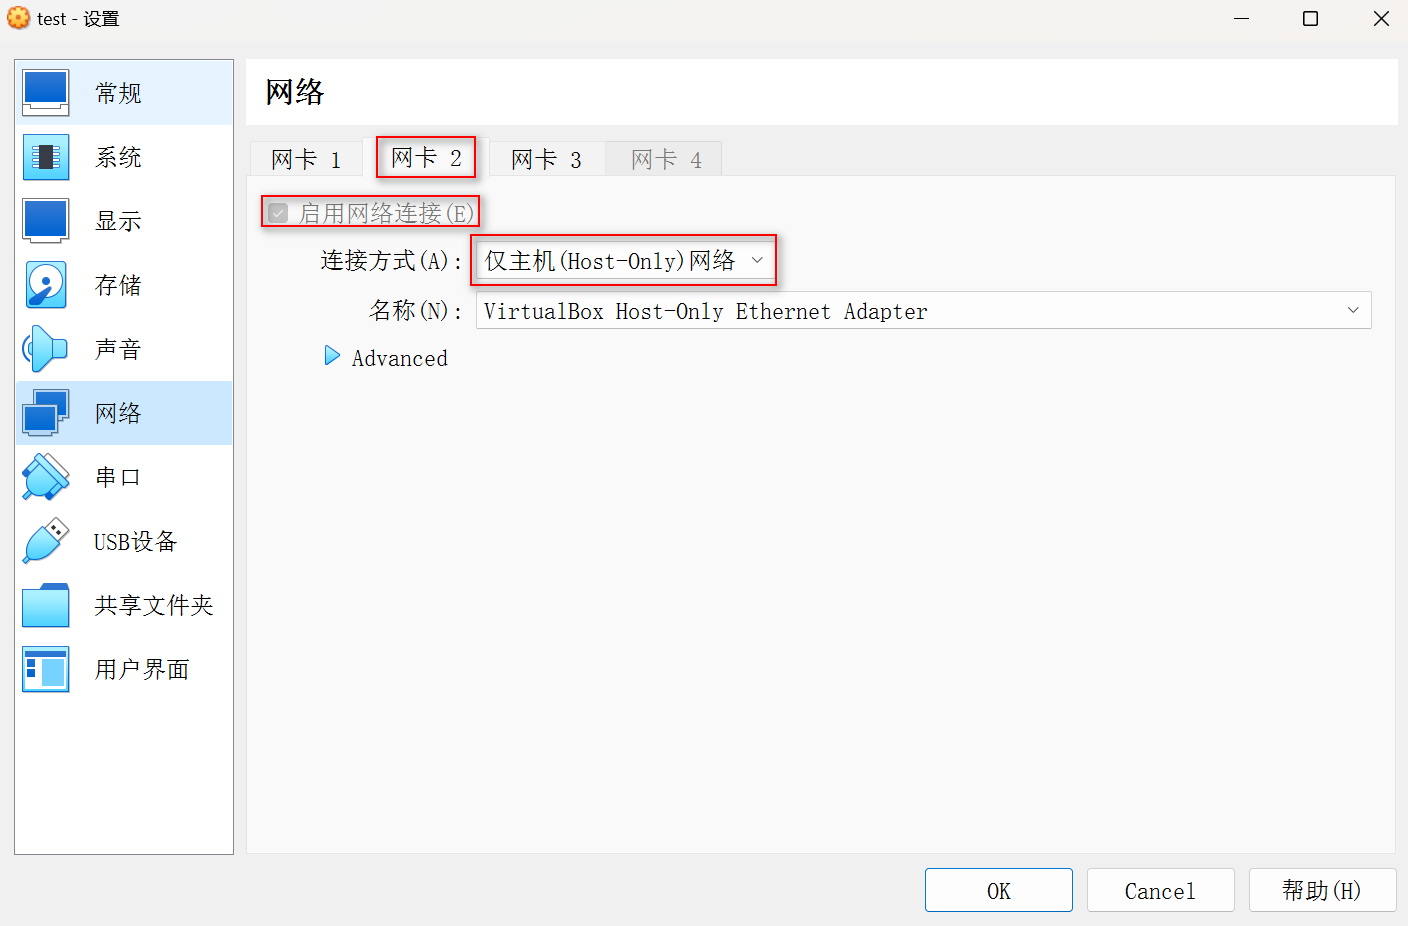 test - 设置
常规
系统
显示
存储
声音
网络
串口
USB设备
共享文件夹
用户界面
网络
网卡 1
网卡 2
网卡 3
网卡 4
启用网络连接(E)
连接方式(A): 仅主机(Host-Only)网络
名称(N): VirtualBox Host-Only Ethernet Adapter
Advanced
OK
Cancel
帮助(H)